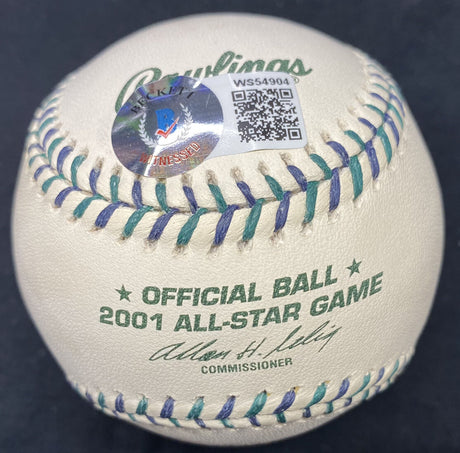 Rawlings
®
WS54904
BECKETT
WITNESSED
★ OFFICIAL BALL ★
2001 ALL-STAR GAME
Allan H. Selig
COMMISSIONER